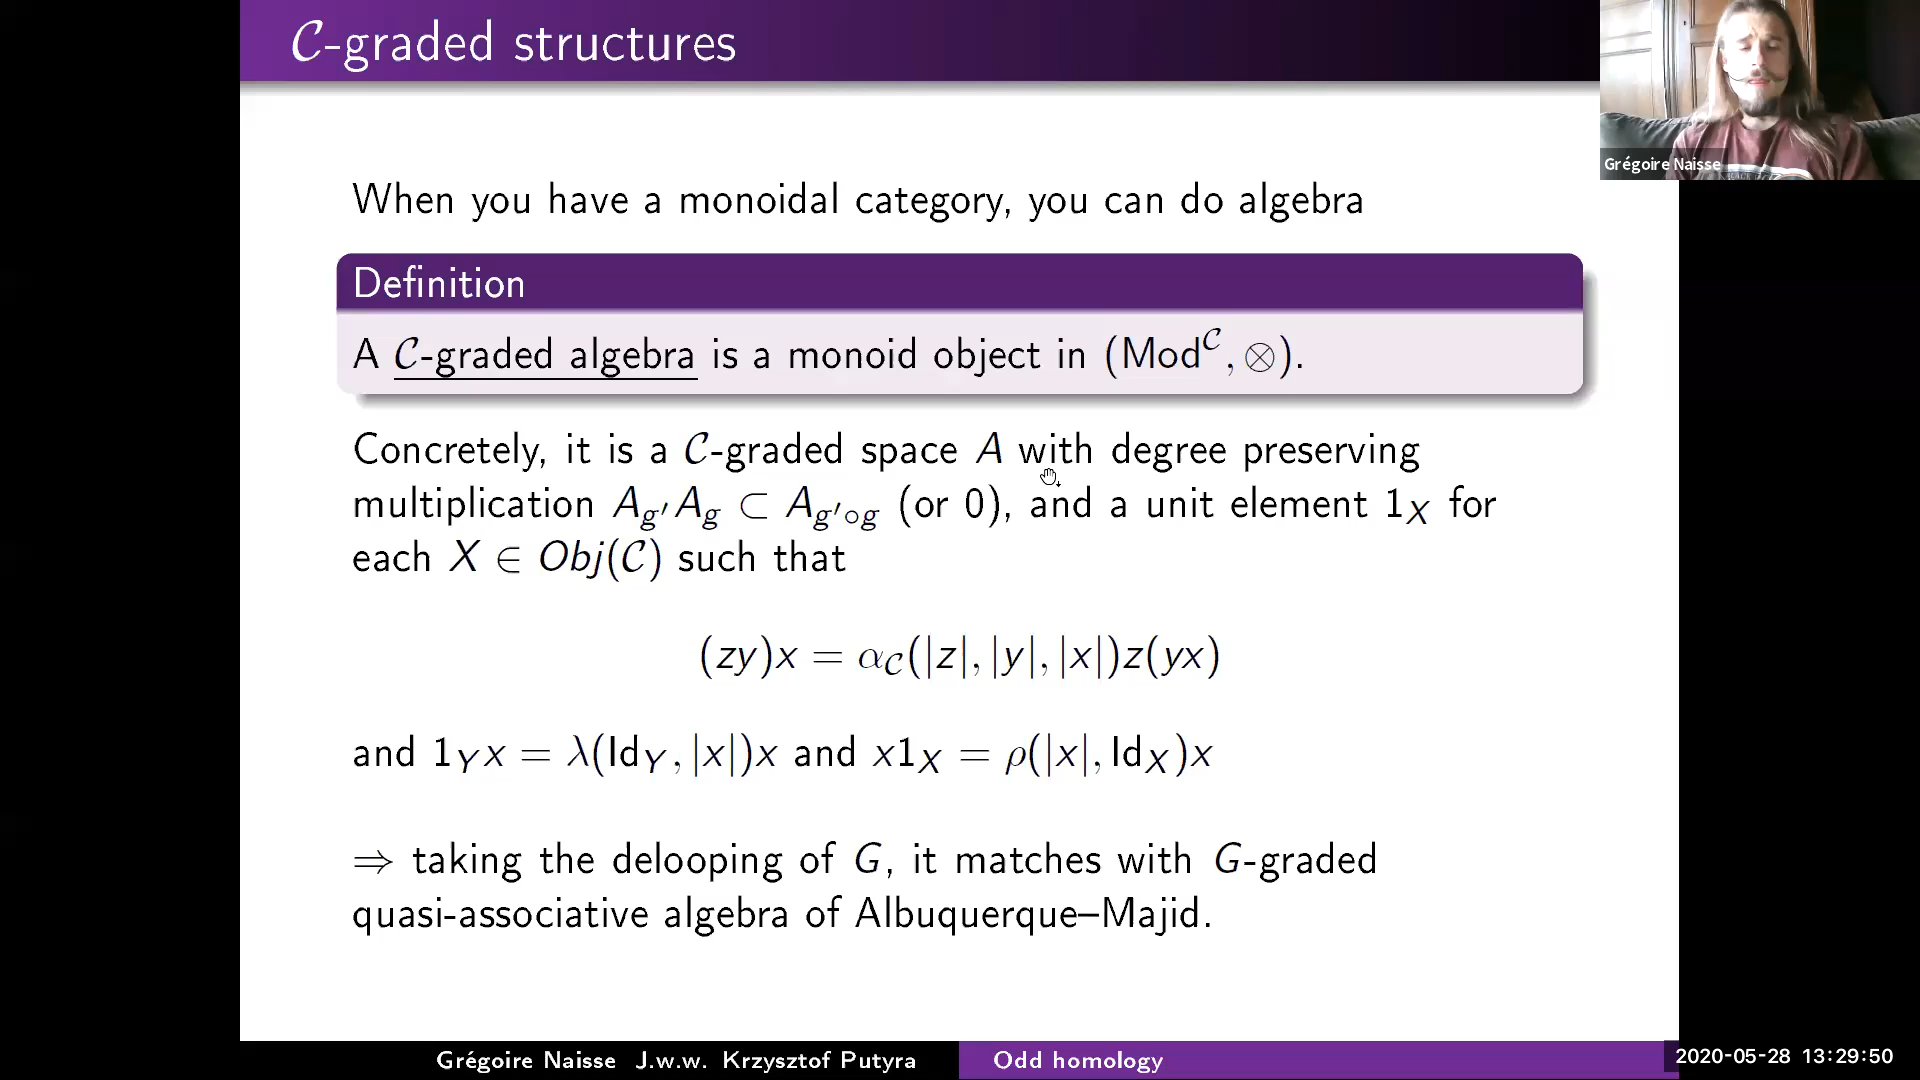 𝒞-graded structures
Grégoire Naisse
When you have a monoidal category, you can do algebra
Definition
A 𝒞-graded algebra is a monoid object in (Mod^𝒞, ⊗).
Concretely, it is a 𝒞-graded space A with degree preserving
multiplication A_{g′}A_g ⊂ A_{g′∘g} (or 0), and a unit element 1_X for
each X ∈ Obj(𝒞) such that
(zy)x = α_𝒞(|z|, |y|, |x|)z(yx)
and 1_Y x = λ(Id_Y, |x|)x and x1_X = ρ(|x|, Id_X)x
⇒ taking the delooping of G, it matches with G-graded
quasi-associative algebra of Albuquerque–Majid.
Grégoire Naisse J.w.w. Krzysztof Putyra
Odd homology
2020-05-28 13:29:50